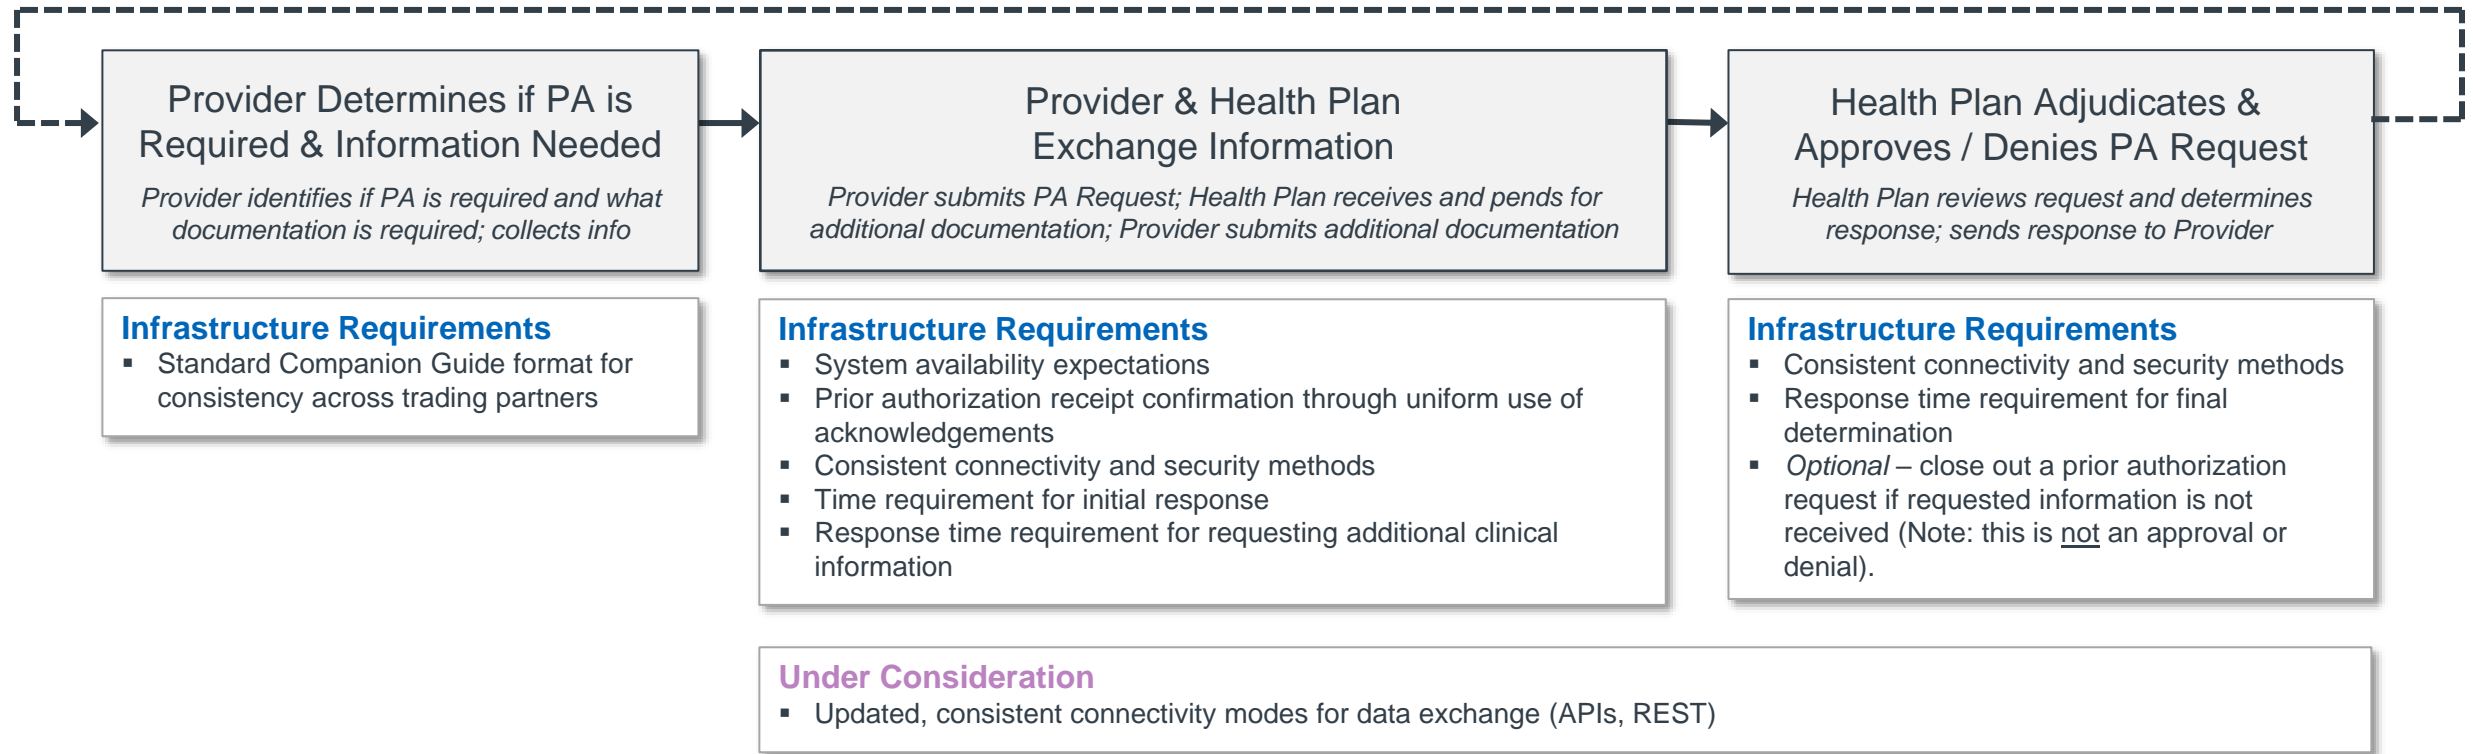 Provider Determines if PA is
Required & Information Needed
Provider identifies if PA is required and what
documentation is required; collects info
Provider & Health Plan
Exchange Information
Provider submits PA Request; Health Plan receives and pends for
additional documentation; Provider submits additional documentation
Health Plan Adjudicates &
Approves / Denies PA Request
Health Plan reviews request and determines
response; sends response to Provider
Infrastructure Requirements
▪ Standard Companion Guide format for
consistency across trading partners
Infrastructure Requirements
▪ System availability expectations
▪ Prior authorization receipt confirmation through uniform use of
acknowledgements
▪ Consistent connectivity and security methods
▪ Time requirement for initial response
▪ Response time requirement for requesting additional clinical
information
Infrastructure Requirements
▪ Consistent connectivity and security methods
▪ Response time requirement for final
determination
▪ Optional – close out a prior authorization
request if requested information is not
received (Note: this is not an approval or
denial).
Under Consideration
▪ Updated, consistent connectivity modes for data exchange (APIs, REST)